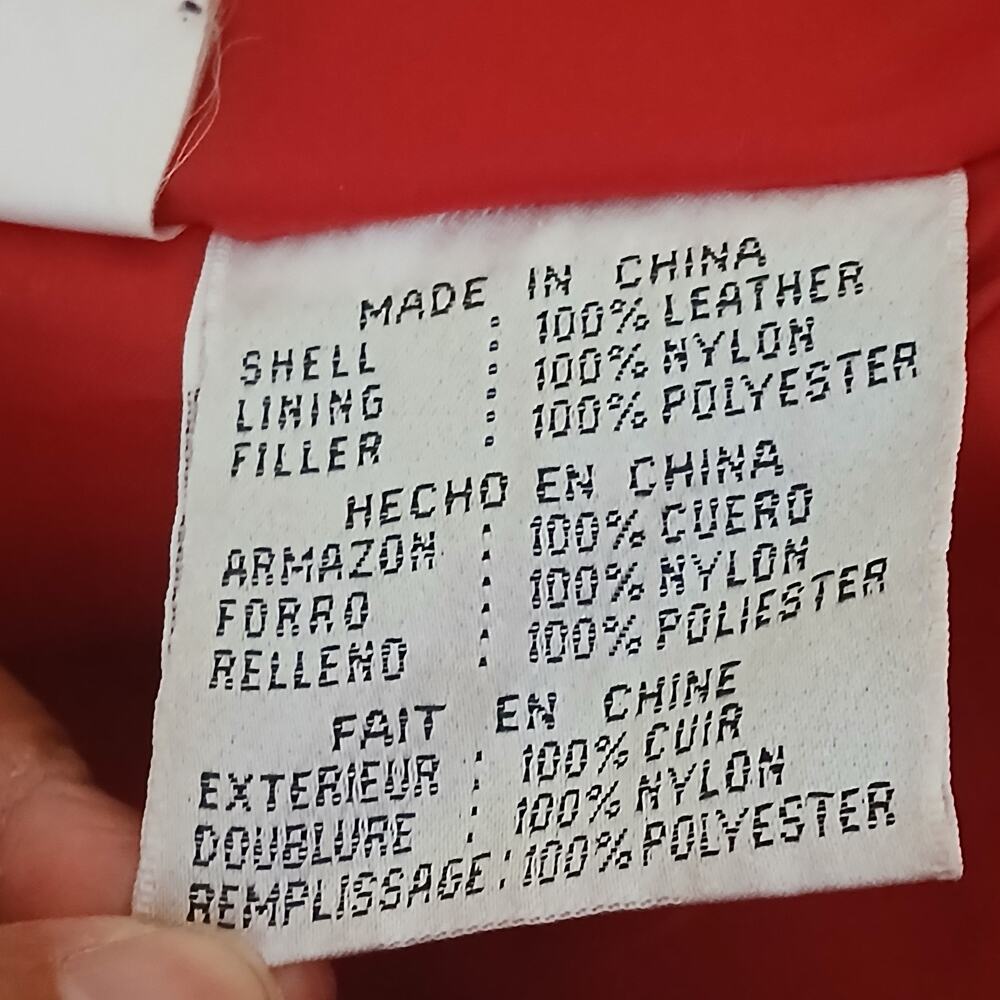 MADE IN CHINA
SHELL : 100% LEATHER
LINING : 100% NYLON
FILLER : 100% POLYESTER
HECHO EN CHINA
ARMAZON : 100% CUERO
FORRO : 100% NYLON
RELLENO : 100% POLIESTER
FAIT EN CHINE
EXTERIEUR : 100% CUIR
DOUBLURE : 100% NYLON
REMPLISSAGE : 100% POLYESTER